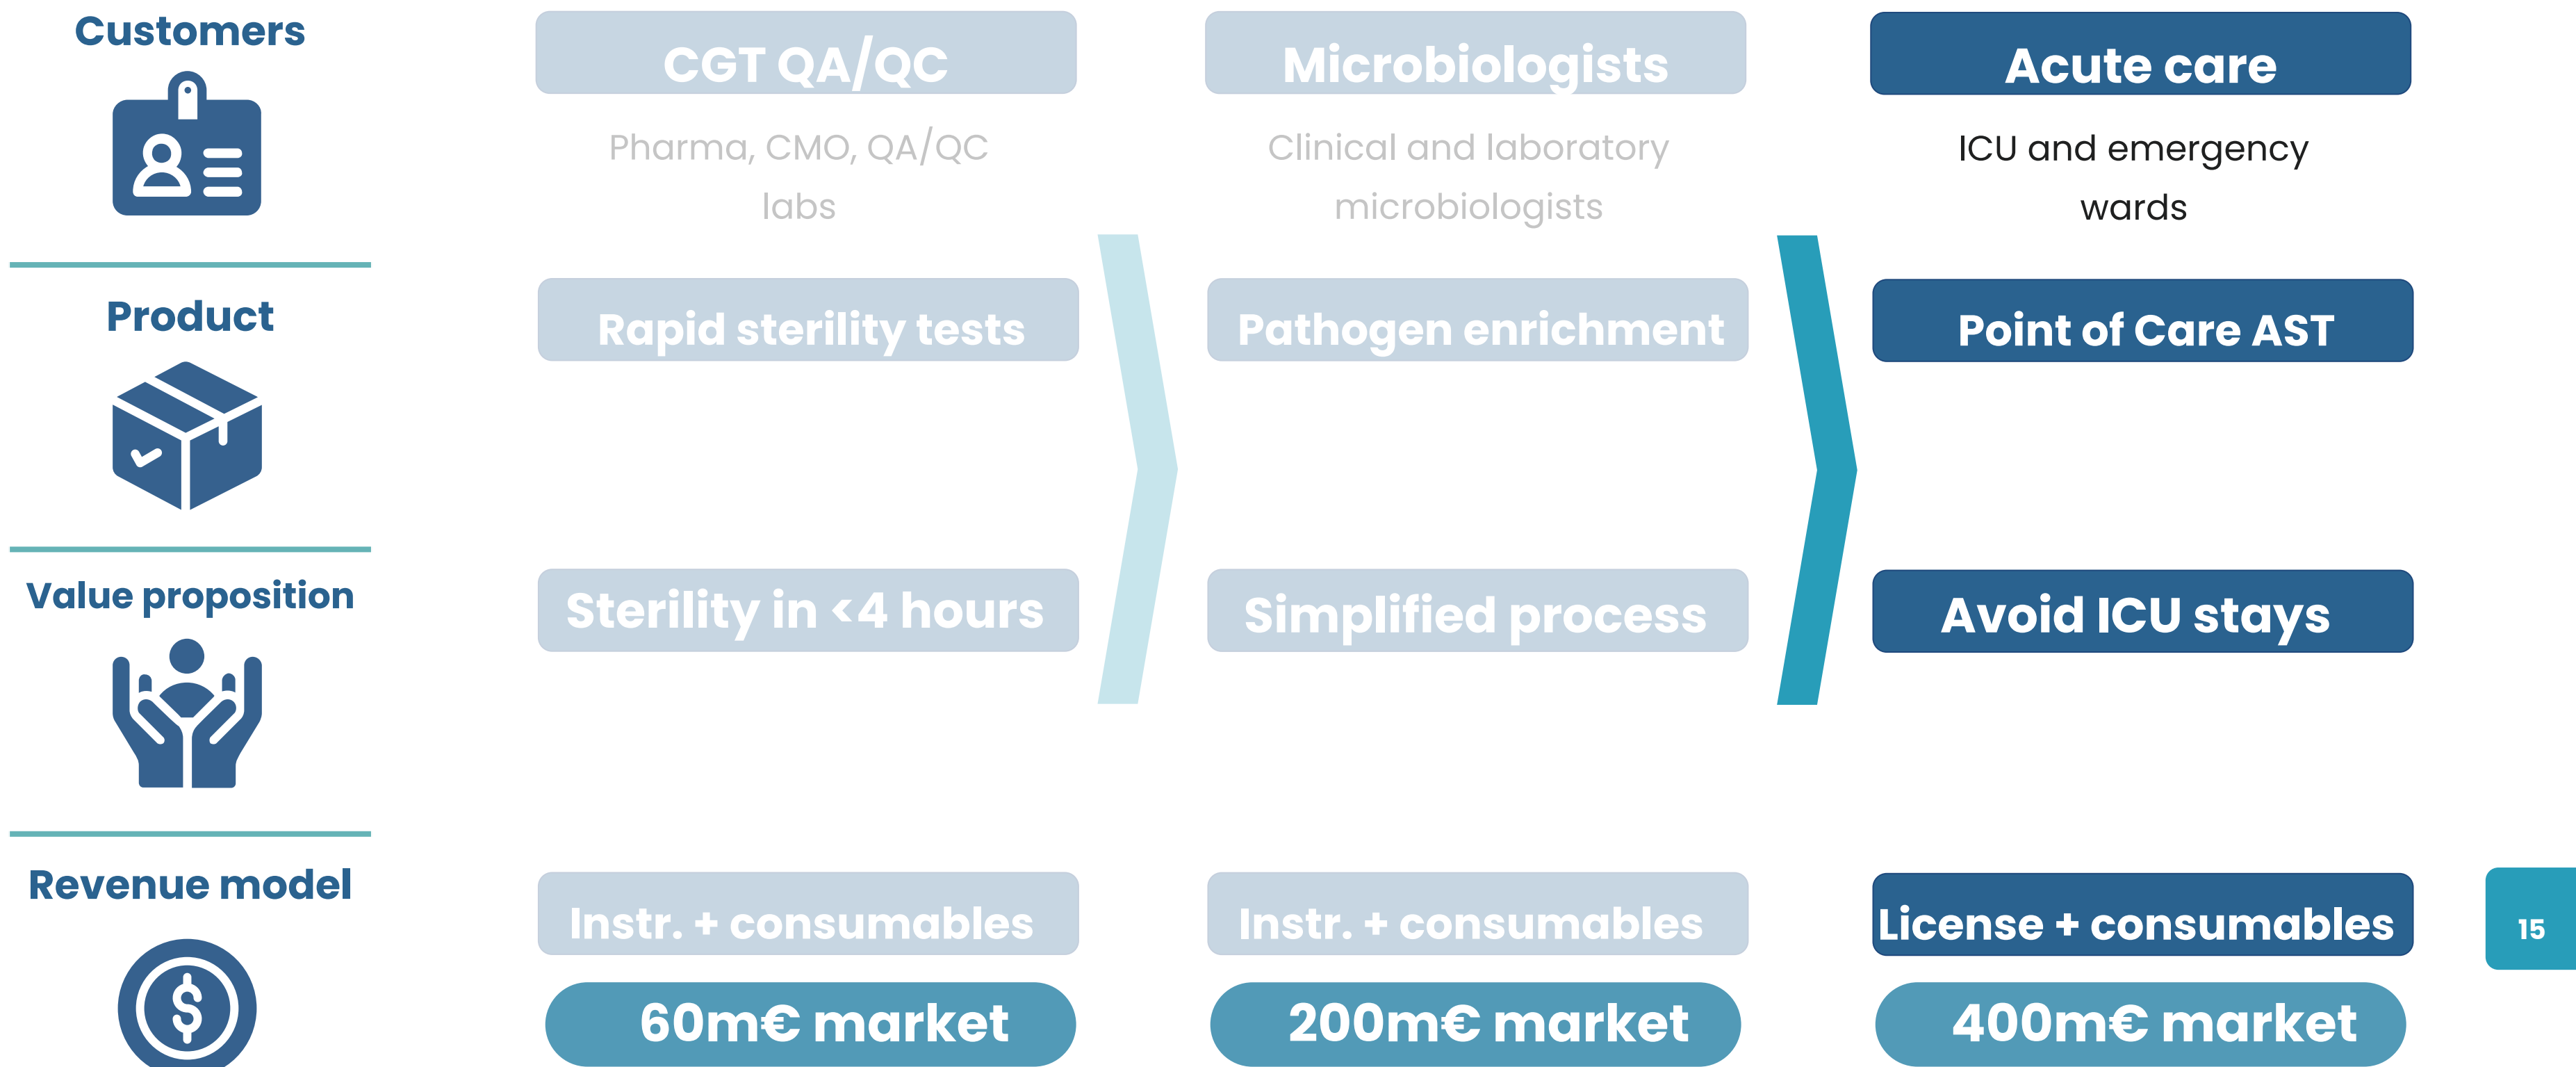 Customers
CGT QA/QC
Microbiologists
Acute care
Pharma, CMO, QA/QC
labs
Clinical and laboratory
microbiologists
ICU and emergency
wards
Product
Rapid sterility tests
Pathogen enrichment
Point of Care AST
Value proposition
Sterility in <4 hours
Simplified process
Avoid ICU stays
Revenue model
Instr. + consumables
Instr. + consumables
License + consumables
15
60m€ market
200m€ market
400m€ market